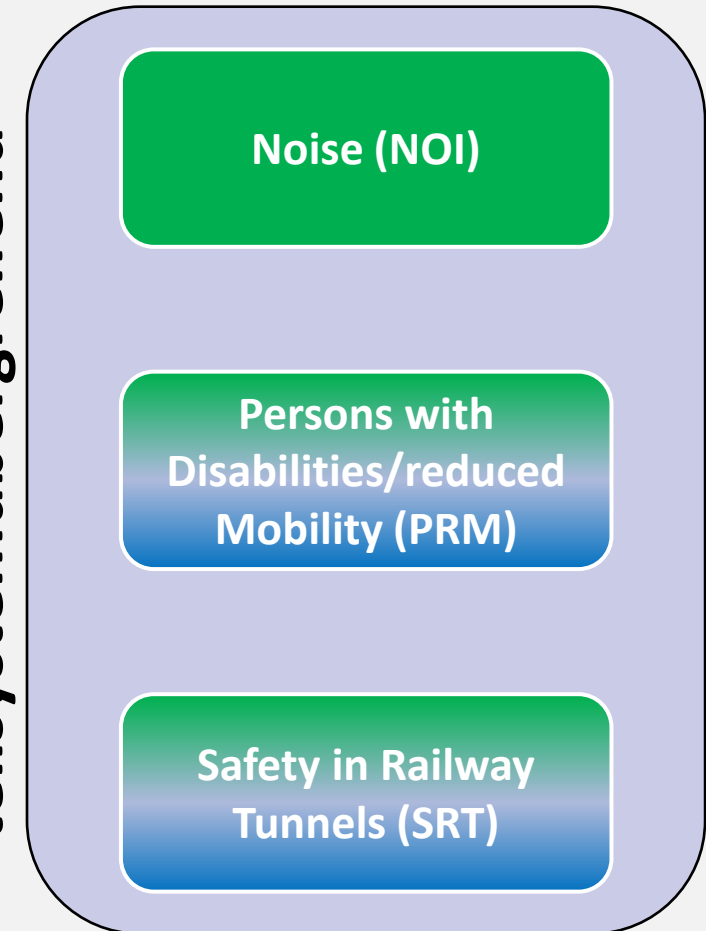 Noise (NOI)
Persons with
Disabilities/reduced
Mobility (PRM)
Safety in Railway
Tunnels (SRT)